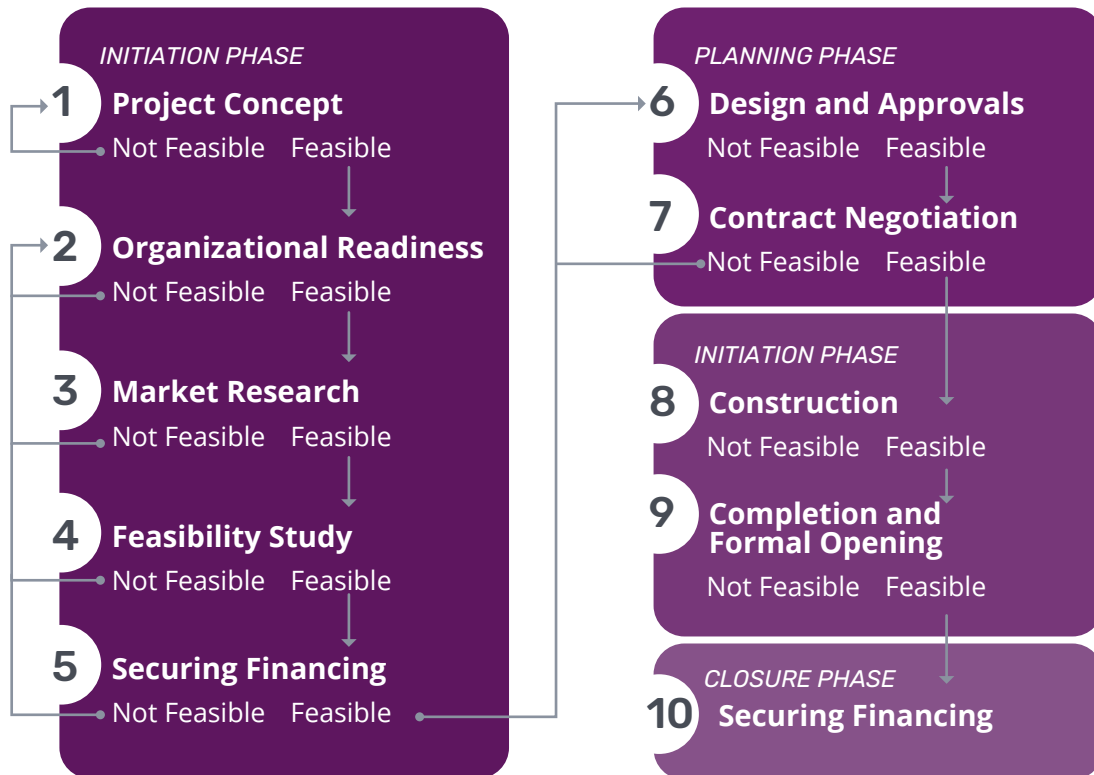 INITIATION PHASE
1 Project Concept
Not Feasible Feasible
2 Organizational Readiness
Not Feasible Feasible
3 Market Research
Not Feasible Feasible
4 Feasibility Study
Not Feasible Feasible
5 Securing Financing
Not Feasible Feasible
PLANNING PHASE
6 Design and Approvals
Not Feasible Feasible
7 Contract Negotiation
Not Feasible Feasible
INITIATION PHASE
8 Construction
Not Feasible Feasible
9 Completion and
Formal Opening
Not Feasible Feasible
CLOSURE PHASE
10 Securing Financing